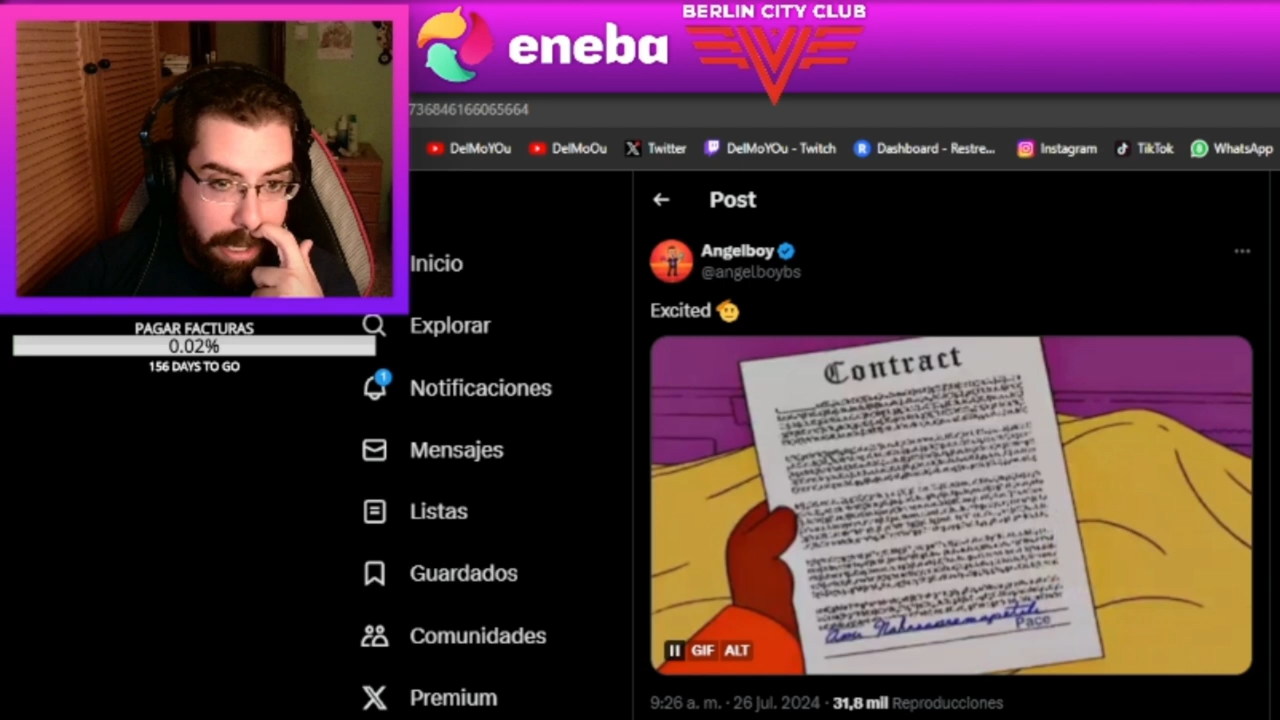 BERLIN CITY CLUB
eneba
736846166065664
DelMoYOu
DelMoOu
Twitter
DelMoYOu - Twitch
Dashboard - Restre...
Instagram
TikTok
WhatsApp
Post
Angelboy
@angelboybs
Excited
Inicio
PAGAR FACTURAS
0.02%
156 DAYS TO GO
Explorar
1
Notificaciones
Mensajes
Listas
Guardados
Comunidades
Premium
Contract
Pace
GIF ALT
9:26 a. m. · 26 jul. 2024 · 31,8 mil Reproducciones